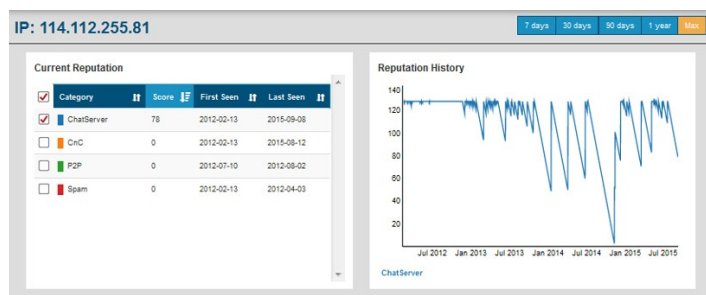 IP: 114.112.255.81
7 days 30 days 90 days 1 year Max
Current Reputation
Category Score First Seen Last Seen
ChatServer 78 2012-02-13 2015-09-08
CnC 0 2012-02-13 2015-08-12
P2P 0 2012-07-10 2012-08-02
Spam 0 2012-02-13 2012-04-03
Reputation History
140
120
100
80
60
40
20
Jul 2012 Jan 2013 Jul 2013 Jan 2014 Jul 2014 Jan 2015 Jul 2015
ChatServer